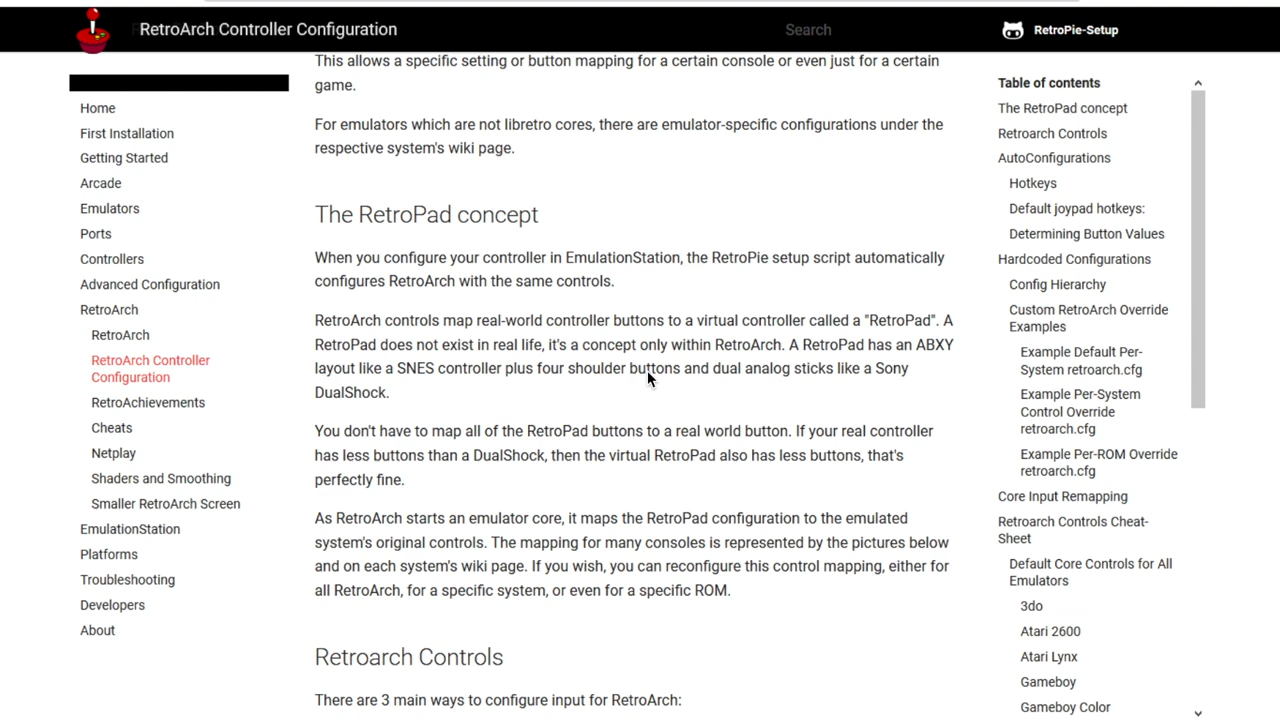 RetroArch Controller Configuration
Search
RetroPie-Setup
Home
First Installation
Getting Started
Arcade
Emulators
Ports
Controllers
Advanced Configuration
RetroArch
RetroArch
RetroArch Controller
Configuration
RetroAchievements
Cheats
Netplay
Shaders and Smoothing
Smaller RetroArch Screen
EmulationStation
Platforms
Troubleshooting
Developers
About
This allows a specific setting or button mapping for a certain console or even just for a certain
game.
For emulators which are not libretro cores, there are emulator-specific configurations under the
respective system's wiki page.
The RetroPad concept
When you configure your controller in EmulationStation, the RetroPie setup script automatically
configures RetroArch with the same controls.
RetroArch controls map real-world controller buttons to a virtual controller called a "RetroPad". A
RetroPad does not exist in real life, it's a concept only within RetroArch. A RetroPad has an ABXY
layout like a SNES controller plus four shoulder buttons and dual analog sticks like a Sony
DualShock.
You don't have to map all of the RetroPad buttons to a real world button. If your real controller
has less buttons than a DualShock, then the virtual RetroPad also has less buttons, that's
perfectly fine.
As RetroArch starts an emulator core, it maps the RetroPad configuration to the emulated
system's original controls. The mapping for many consoles is represented by the pictures below
and on each system's wiki page. If you wish, you can reconfigure this control mapping, either for
all RetroArch, for a specific system, or even for a specific ROM.
Retroarch Controls
There are 3 main ways to configure input for RetroArch:
Table of contents
The RetroPad concept
Retroarch Controls
AutoConfigurations
Hotkeys
Default joypad hotkeys:
Determining Button Values
Hardcoded Configurations
Config Hierarchy
Custom RetroArch Override
Examples
Example Default Per-
System retroarch.cfg
Example Per-System
Control Override
retroarch.cfg
Example Per-ROM Override
retroarch.cfg
Core Input Remapping
Retroarch Controls Cheat-
Sheet
Default Core Controls for All
Emulators
3do
Atari 2600
Atari Lynx
Gameboy
Gameboy Color